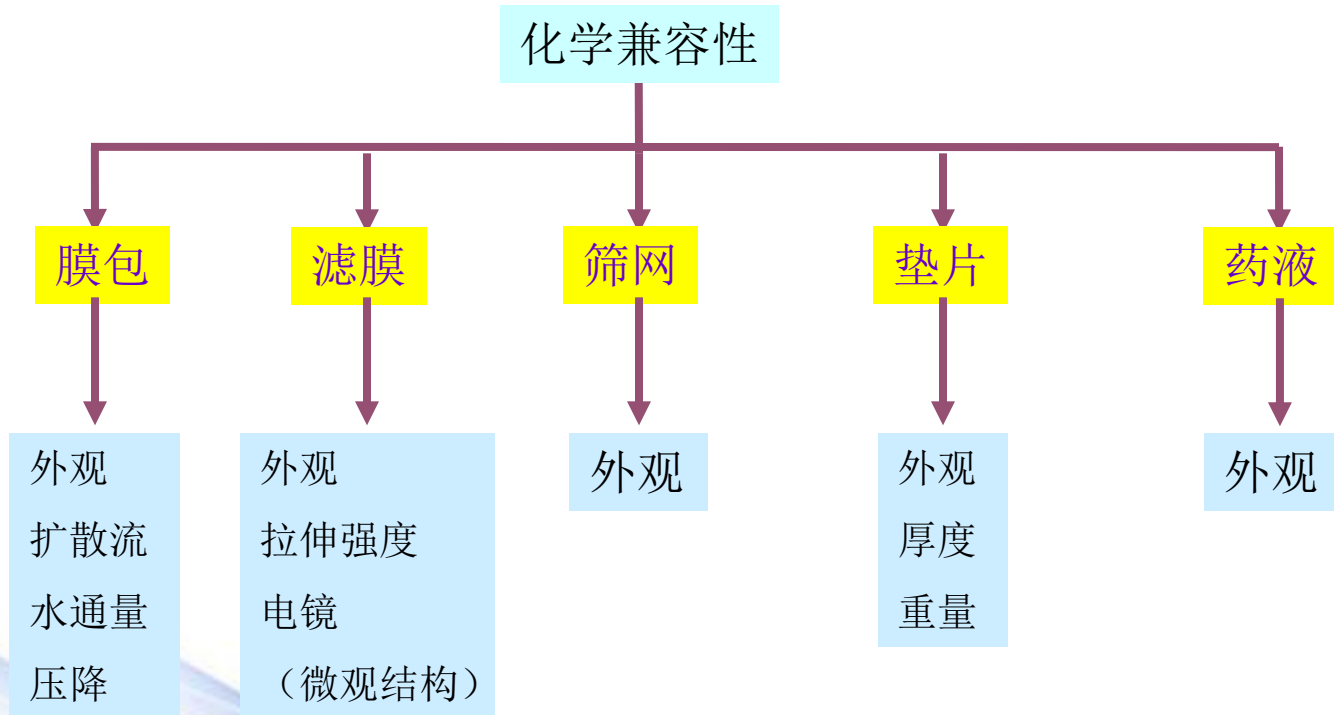 化学兼容性
膜包
滤膜
筛网
垫片
药液
外观
扩散流
水通量
压降
外观
拉伸强度
电镜
（微观结构）
外观
外观
厚度
重量
外观